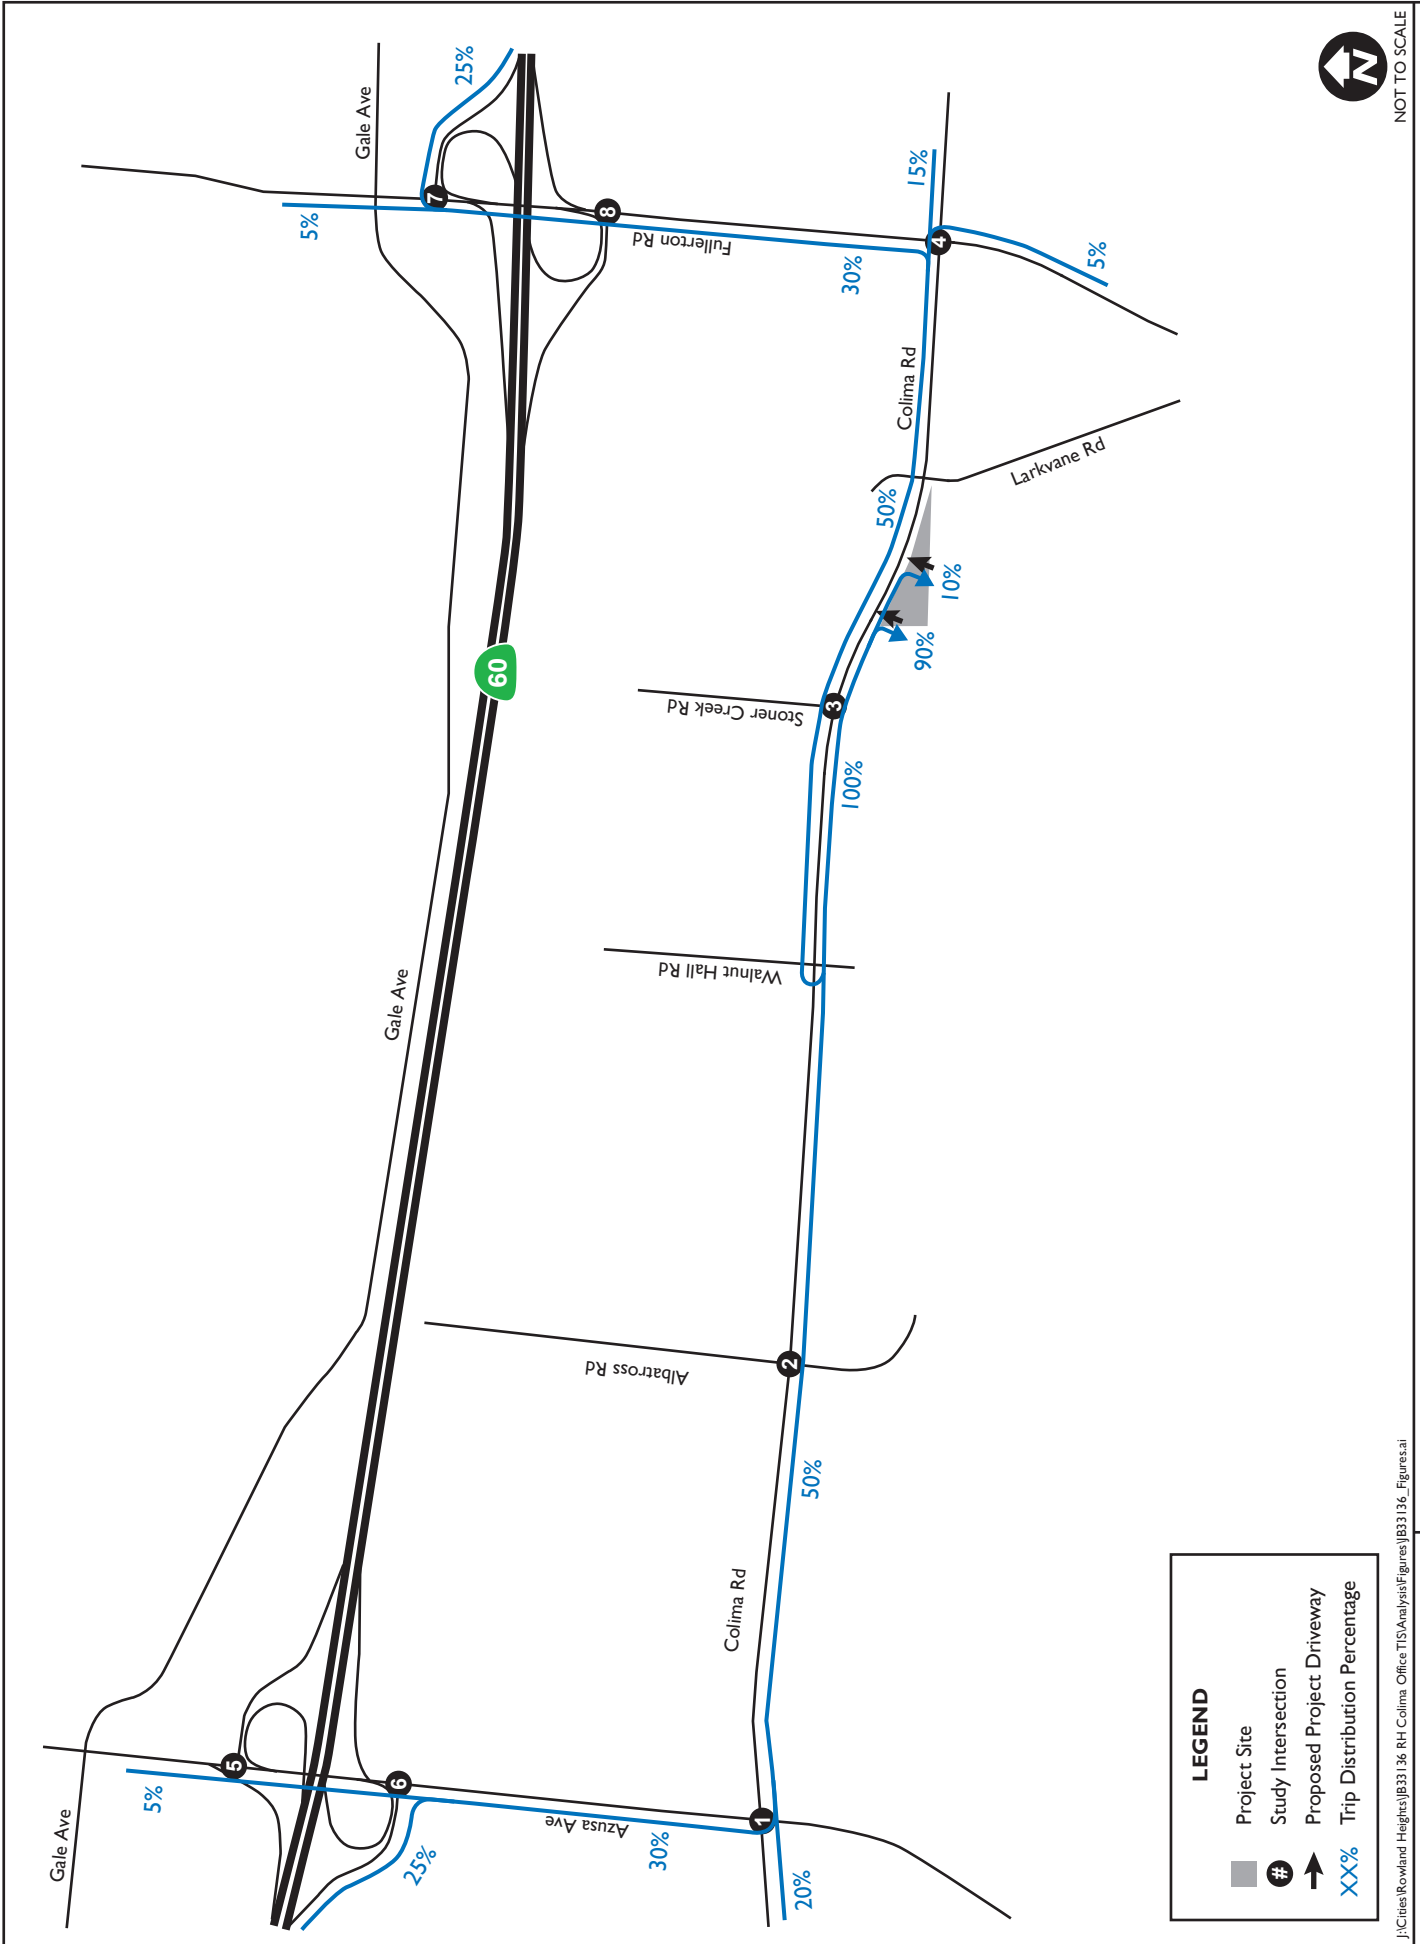 Gale Ave
5%
25%
5
6
Azusa Ave
30%
20%
1
Colima Rd
50%
2
Albatross Rd
Gale Ave
Walnut Hall Rd
60
Stoner Creek Rd
3
100%
90%
10%
50%
Larkvane Rd
Colima Rd
Gale Ave
5%
25%
7
8
Fullerton Rd
30%
4
15%
5%
N
NOT TO SCALE
LEGEND
Project Site
# Study Intersection
Proposed Project Driveway
XX% Trip Distribution Percentage
J:\Cities\Rowland Heights\JB33136 RH Colima Office TIS\Analysis\Figures\JB33136_Figures.ai